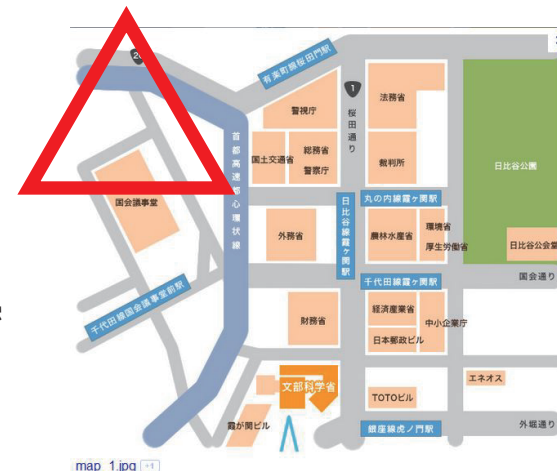 20
有楽町線桜田門駅
1
桜田通り
法務省
警視庁
首都高速都心環状線
国土交通省
総務省
警察庁
裁判所
日比谷公園
国会議事堂
丸の内線霞ヶ関駅
日比谷線霞ヶ関駅
外務省
農林水産省
環境省
厚生労働省
日比谷公会堂
千代田線国会議事堂前駅
千代田線霞ヶ関駅
国会通り
財務省
経済産業省
中小企業庁
日本郵政ビル
文部科学省
エネオス
TOTOビル
霞が関ビル
銀座線虎ノ門駅
外堀通り
map_1.jpg
+1